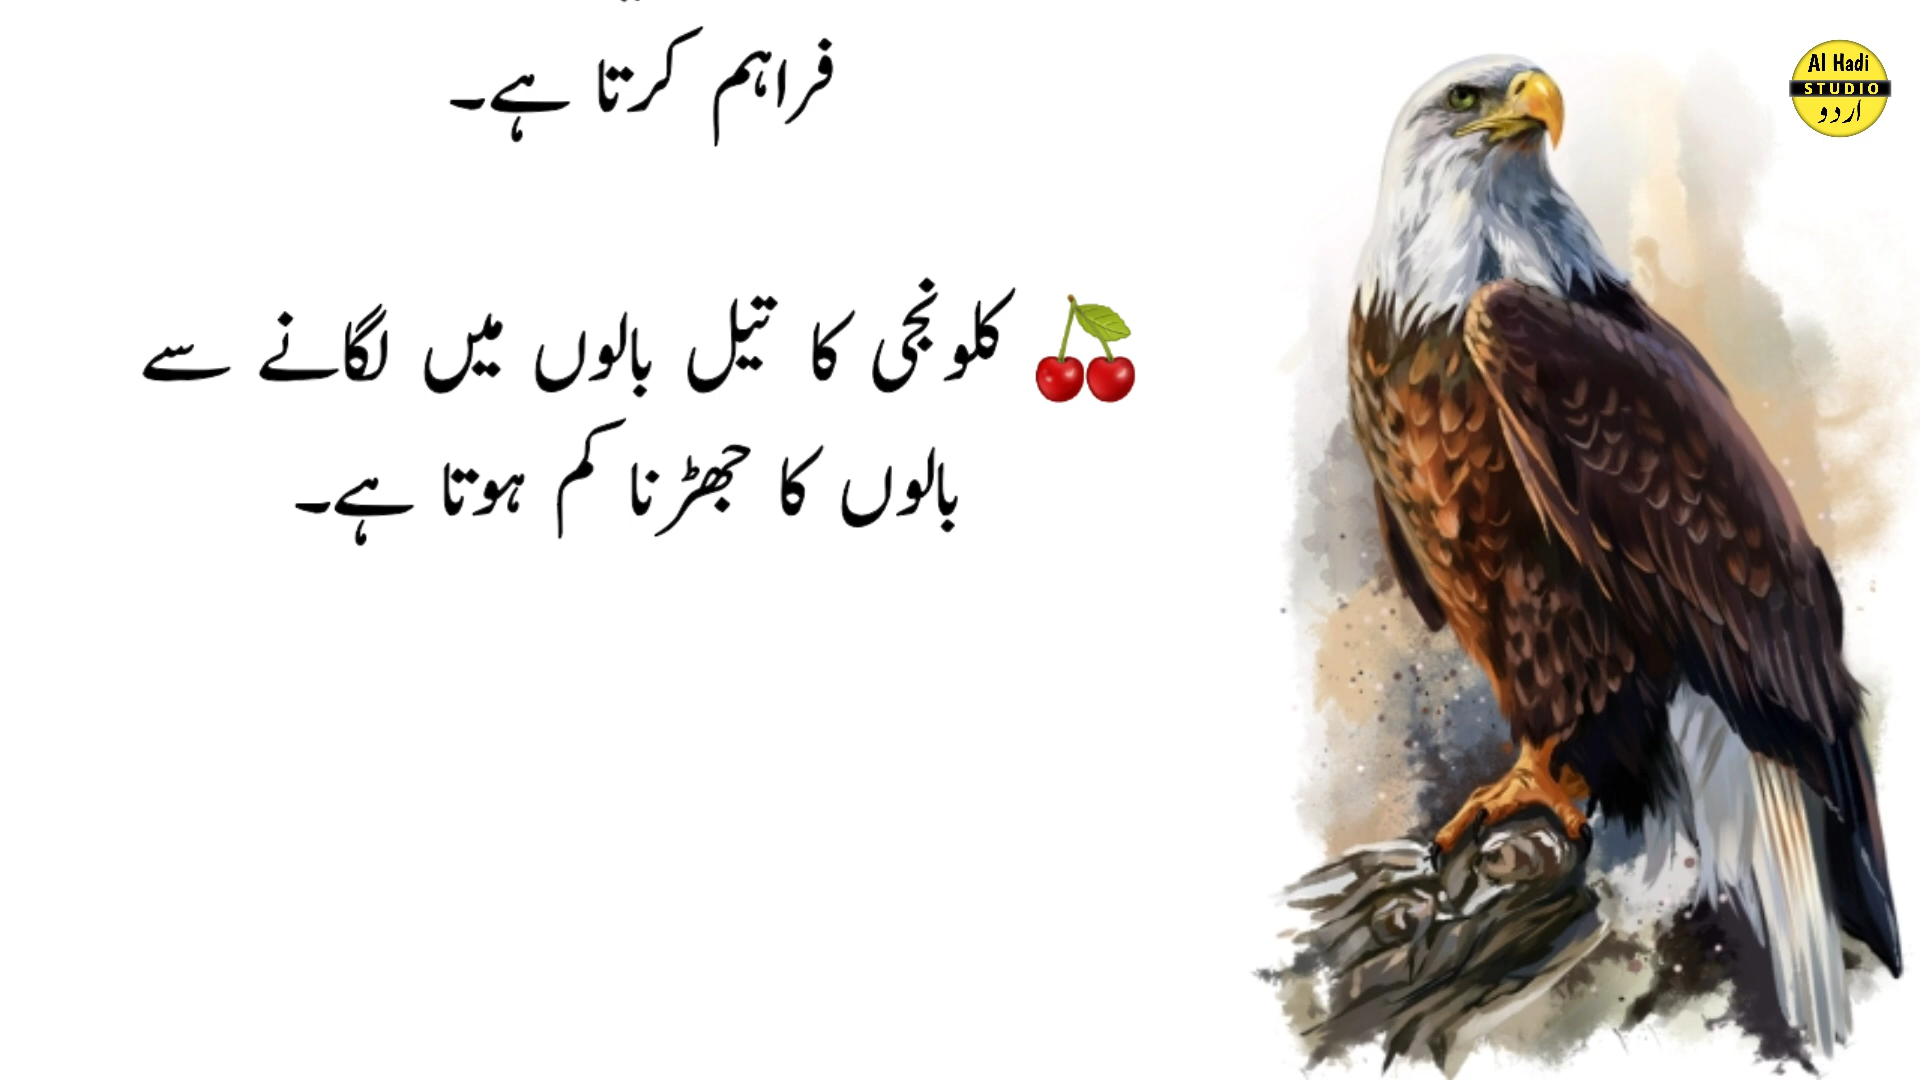 فراہم کرتا ہے۔
🍒 کلونجی کا تیل بالوں میں لگانے سے
بالوں کا جھڑنا کم ہوتا ہے۔
Al Hadi
STUDIO
اردو